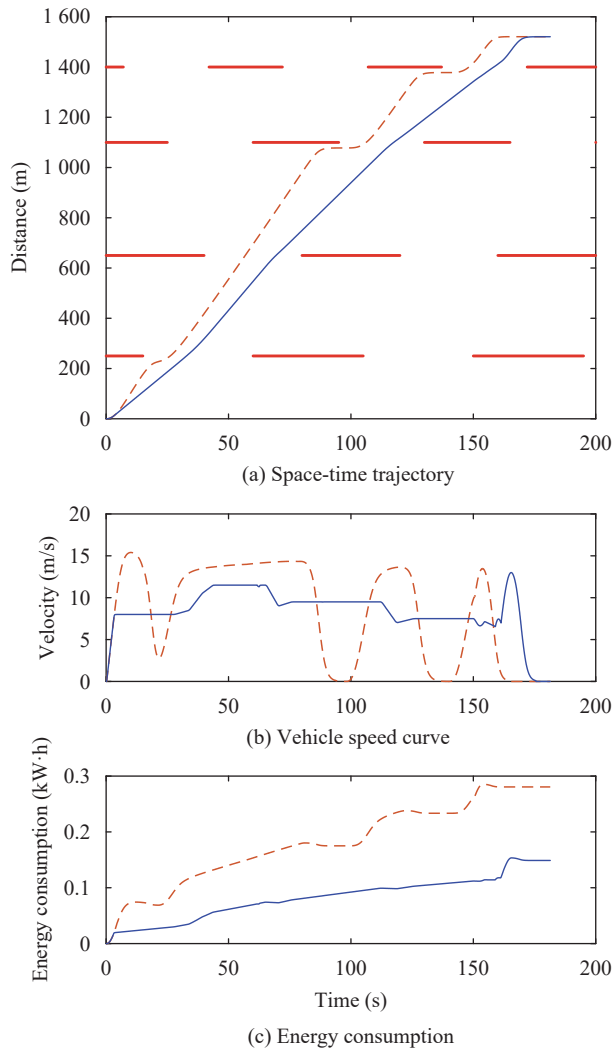 1 600
1 400
1 200
1 000
800
600
400
200
0
Distance (m)
0 50 100 150 200
(a) Space-time trajectory
20
15
10
5
0
Velocity (m/s)
0 50 100 150 200
(b) Vehicle speed curve
0.3
0.2
0.1
0
Energy consumption (kW·h)
0 50 100 150 200
Time (s)
(c) Energy consumption